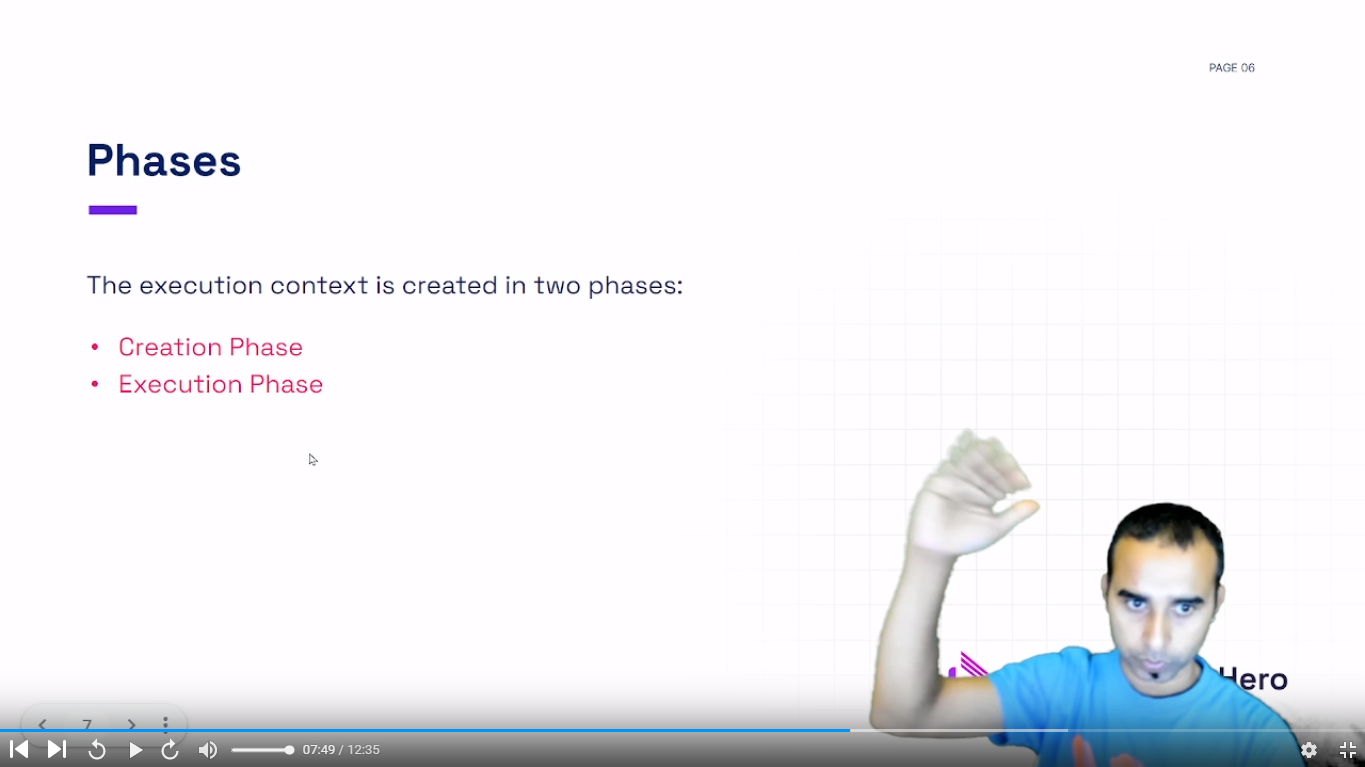 PAGE 06
Phases
The execution context is created in two phases:
• Creation Phase
• Execution Phase
Hero
7
07:49 / 12:35